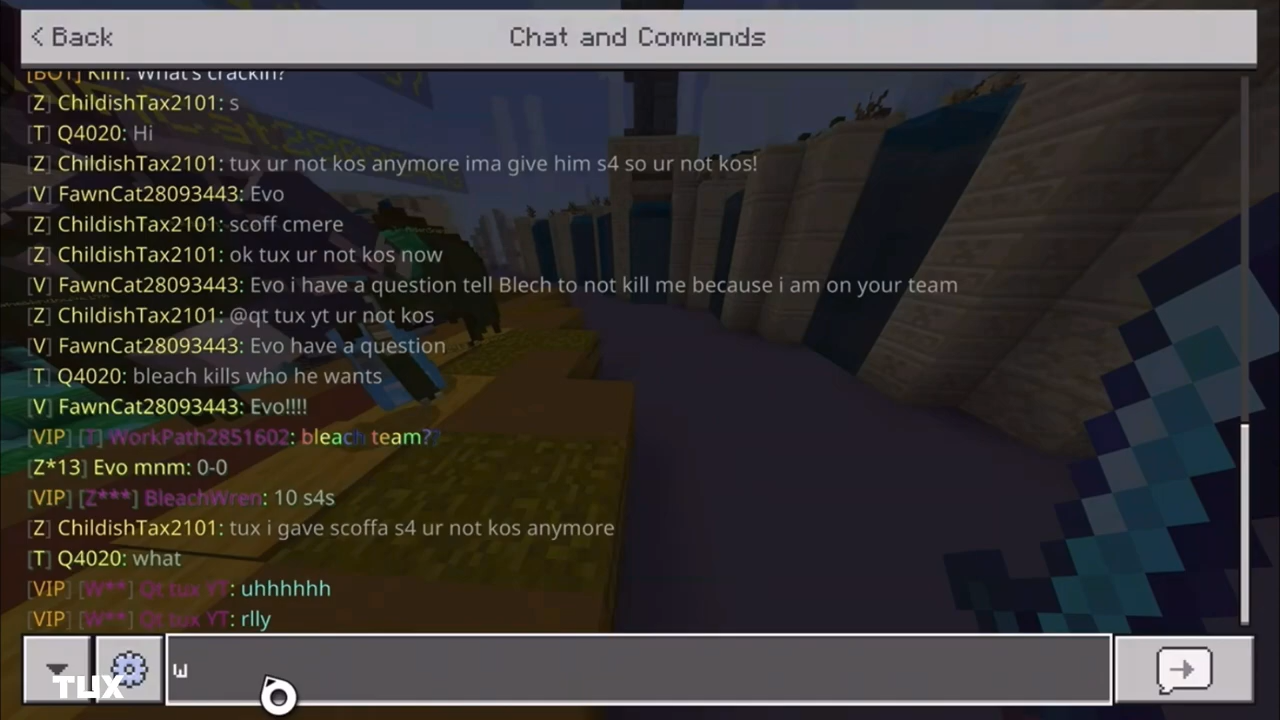 Back
Chat and Commands
[BOT] Kim: What's crackin?
[Z] ChildishTax2101: s
[T] Q4020: Hi
[Z] ChildishTax2101: tux ur not kos anymore ima give him s4 so ur not kos!
[V] FawnCat28093443: Evo
[Z] ChildishTax2101: scoff cmere
[Z] ChildishTax2101: ok tux ur not kos now
[V] FawnCat28093443: Evo i have a question tell Blech to not kill me because i am on your team
[Z] ChildishTax2101: @qt tux yt ur not kos
[V] FawnCat28093443: Evo have a question
[T] Q4020: bleach kills who he wants
[V] FawnCat28093443: Evo!!!!
[VIP] [T] WorkPath2851602: bleach team??
[Z*13] Evo mnm: 0-0
[VIP] [Z***] BleachWren: 10 s4s
[Z] ChildishTax2101: tux i gave scoffa s4 ur not kos anymore
[T] Q4020: what
[VIP] [W**] Qt tux YT: uhhhhhh
[VIP] [W**] Qt tux YT: rlly
w
TUX